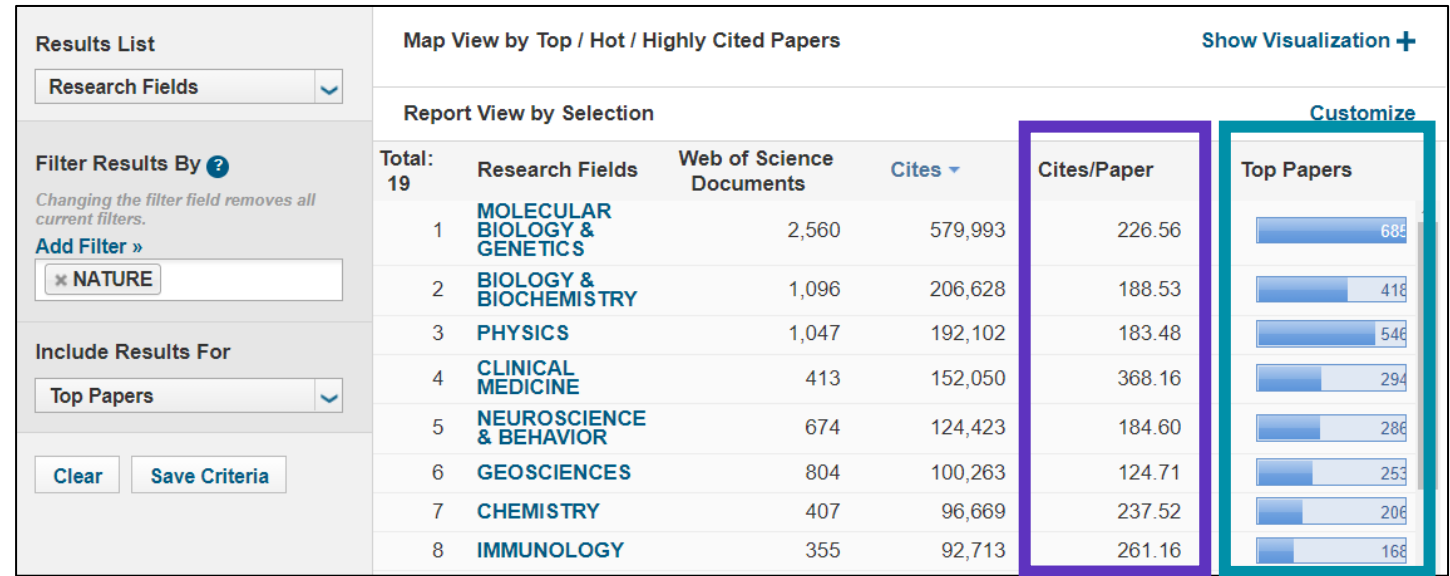 Results List
Research Fields
Filter Results By ?
Changing the filter field removes all
current filters.
Add Filter »
× NATURE
Include Results For
Top Papers
Clear Save Criteria
Map View by Top / Hot / Highly Cited Papers Show Visualization +
Report View by Selection Customize
Total: 19 Research Fields Web of Science Documents Cites Cites/Paper Top Papers
1 MOLECULAR BIOLOGY & GENETICS 2,560 579,993 226.56 685
2 BIOLOGY & BIOCHEMISTRY 1,096 206,628 188.53 418
3 PHYSICS 1,047 192,102 183.48 546
4 CLINICAL MEDICINE 413 152,050 368.16 294
5 NEUROSCIENCE & BEHAVIOR 674 124,423 184.60 286
6 GEOSCIENCES 804 100,263 124.71 253
7 CHEMISTRY 407 96,669 237.52 206
8 IMMUNOLOGY 355 92,713 261.16 168